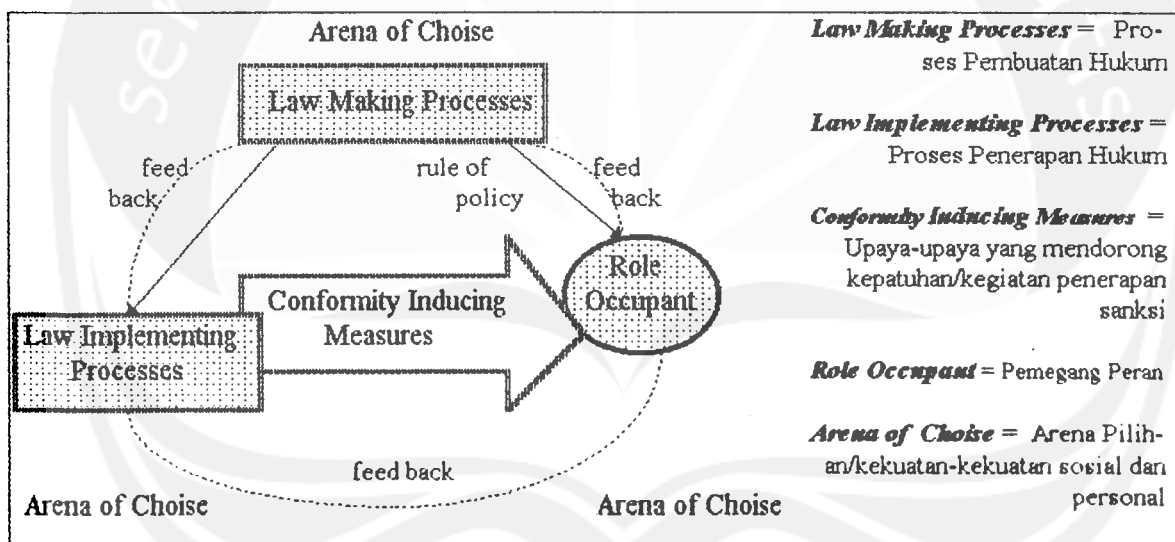 Arena of Choise
Law Making Processes
feed
back
rule of
policy
feed
back
Role
Occupant
Conformity Inducing
Measures
Law Implementing
Processes
feed back
Arena of Choise
Arena of Choise
Law Making Processes = Pro-
ses Pembuatan Hukum
Law Implementing Processes =
Proses Penerapan Hukum
Conformity Inducing Measures =
Upaya-upaya yang mendorong
kepatuhan/kegiatan penerapan
sanksi
Role Occupant = Pemegang Peran
Arena of Choise = Arena Pilih-
an/kekuatan-kekuatan sosial dan
personal